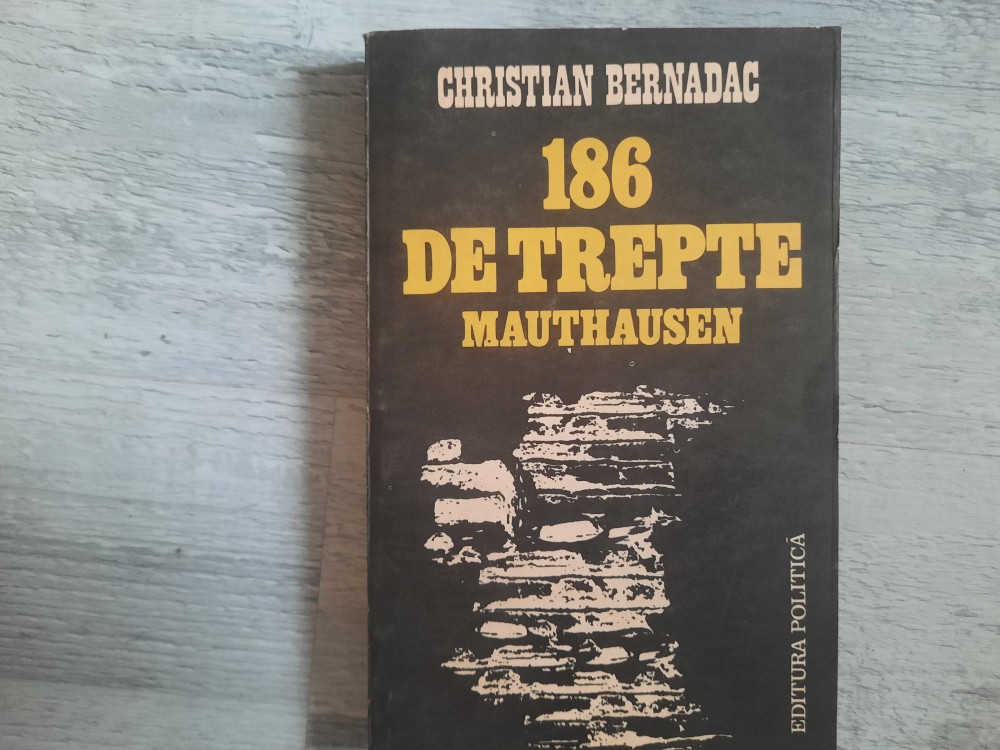 CHRISTIAN BERNADAC
186
DE TREPTE
MAUTHAUSEN
EDITURA POLITICĂ